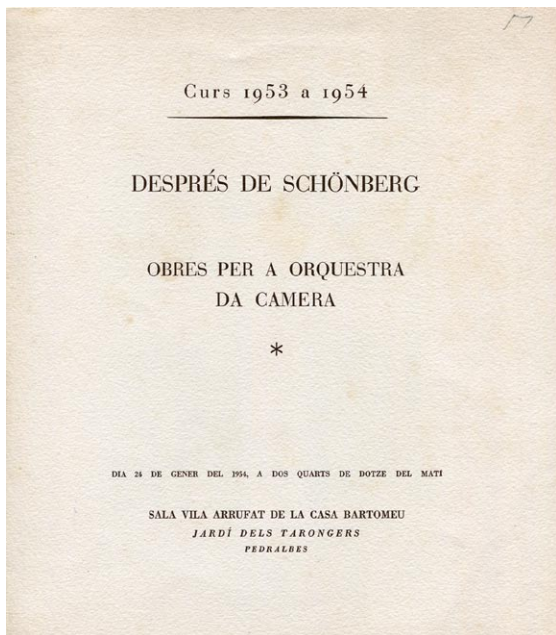 Curs 1953 a 1954
DESPRÉS DE SCHÖNBERG
OBRES PER A ORQUESTRA
DA CAMERA
*
DIA 24 DE GENER DEL 1954, A DOS QUARTS DE DOTZE DEL MATÍ
SALA VILA ARRUFAT DE LA CASA BARTOMEU
JARDÍ DELS TARONGERS
PEDRALBES